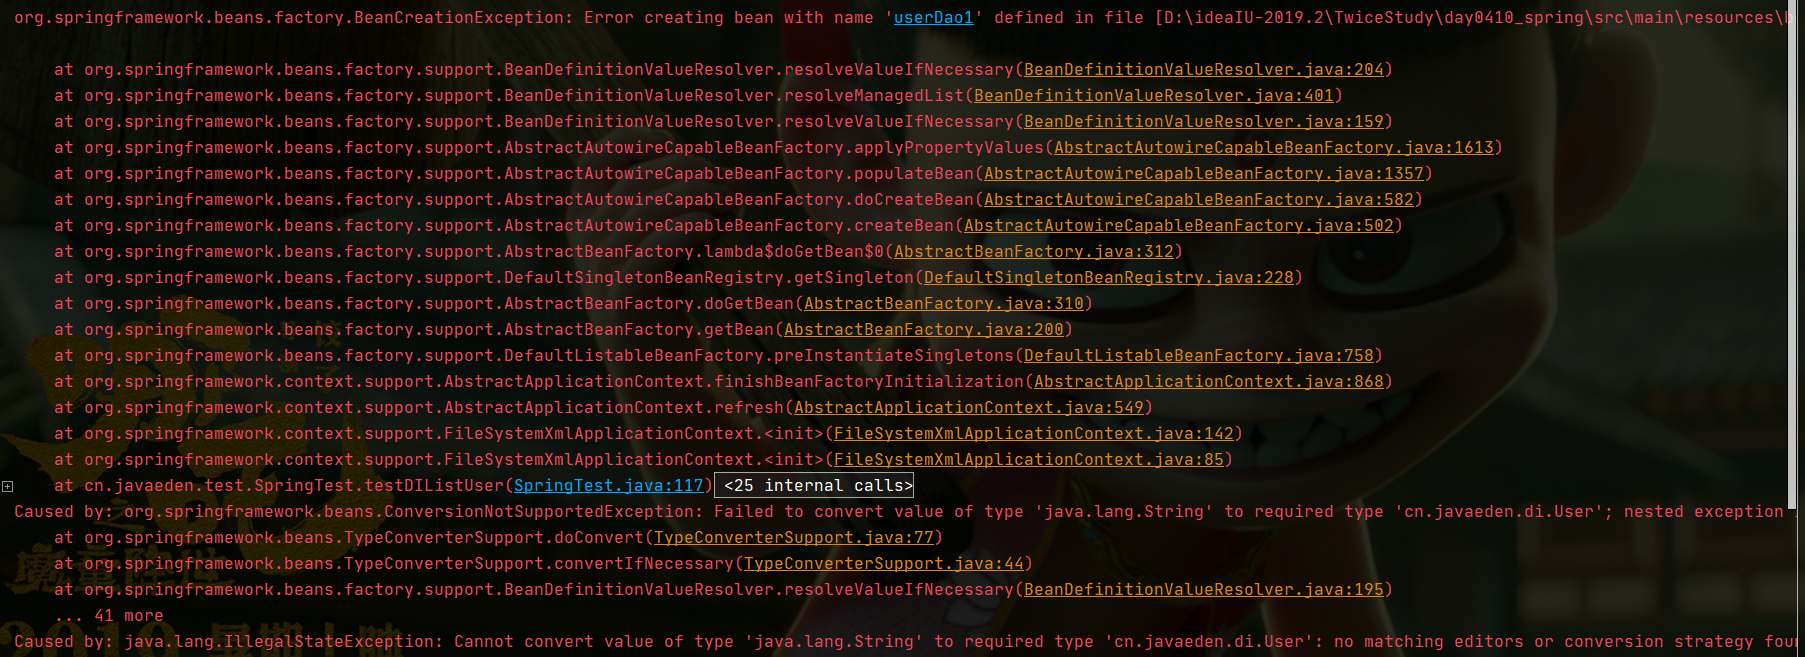 org.springframework.beans.factory.BeanCreationException: Error creating bean with name 'userDao1' defined in file [D:\ideaIU-2019.2\TwiceStudy\day0410_spring\src\main\resources\b
at org.springframework.beans.factory.support.BeanDefinitionValueResolver.resolveValueIfNecessary(BeanDefinitionValueResolver.java:204)
at org.springframework.beans.factory.support.BeanDefinitionValueResolver.resolveManagedList(BeanDefinitionValueResolver.java:401)
at org.springframework.beans.factory.support.BeanDefinitionValueResolver.resolveValueIfNecessary(BeanDefinitionValueResolver.java:159)
at org.springframework.beans.factory.support.AbstractAutowireCapableBeanFactory.applyPropertyValues(AbstractAutowireCapableBeanFactory.java:1613)
at org.springframework.beans.factory.support.AbstractAutowireCapableBeanFactory.populateBean(AbstractAutowireCapableBeanFactory.java:1357)
at org.springframework.beans.factory.support.AbstractAutowireCapableBeanFactory.doCreateBean(AbstractAutowireCapableBeanFactory.java:582)
at org.springframework.beans.factory.support.AbstractAutowireCapableBeanFactory.createBean(AbstractAutowireCapableBeanFactory.java:502)
at org.springframework.beans.factory.support.AbstractBeanFactory.lambda$doGetBean$0(AbstractBeanFactory.java:312)
at org.springframework.beans.factory.support.DefaultSingletonBeanRegistry.getSingleton(DefaultSingletonBeanRegistry.java:228)
at org.springframework.beans.factory.support.AbstractBeanFactory.doGetBean(AbstractBeanFactory.java:310)
at org.springframework.beans.factory.support.AbstractBeanFactory.getBean(AbstractBeanFactory.java:200)
at org.springframework.beans.factory.support.DefaultListableBeanFactory.preInstantiateSingletons(DefaultListableBeanFactory.java:758)
at org.springframework.context.support.AbstractApplicationContext.finishBeanFactoryInitialization(AbstractApplicationContext.java:868)
at org.springframework.context.support.AbstractApplicationContext.refresh(AbstractApplicationContext.java:549)
at org.springframework.context.support.FileSystemXmlApplicationContext.<init>(FileSystemXmlApplicationContext.java:142)
at org.springframework.context.support.FileSystemXmlApplicationContext.<init>(FileSystemXmlApplicationContext.java:85)
at cn.javaeden.test.SpringTest.testDIListUser(SpringTest.java:117) <25 internal calls>
Caused by: org.springframework.beans.ConversionNotSupportedException: Failed to convert value of type 'java.lang.String' to required type 'cn.javaeden.di.User'; nested exception
at org.springframework.beans.TypeConverterSupport.doConvert(TypeConverterSupport.java:77)
at org.springframework.beans.TypeConverterSupport.convertIfNecessary(TypeConverterSupport.java:44)
at org.springframework.beans.factory.support.BeanDefinitionValueResolver.resolveValueIfNecessary(BeanDefinitionValueResolver.java:195)
... 41 more
Caused by: java.lang.IllegalStateException: Cannot convert value of type 'java.lang.String' to required type 'cn.javaeden.di.User': no matching editors or conversion strategy fou